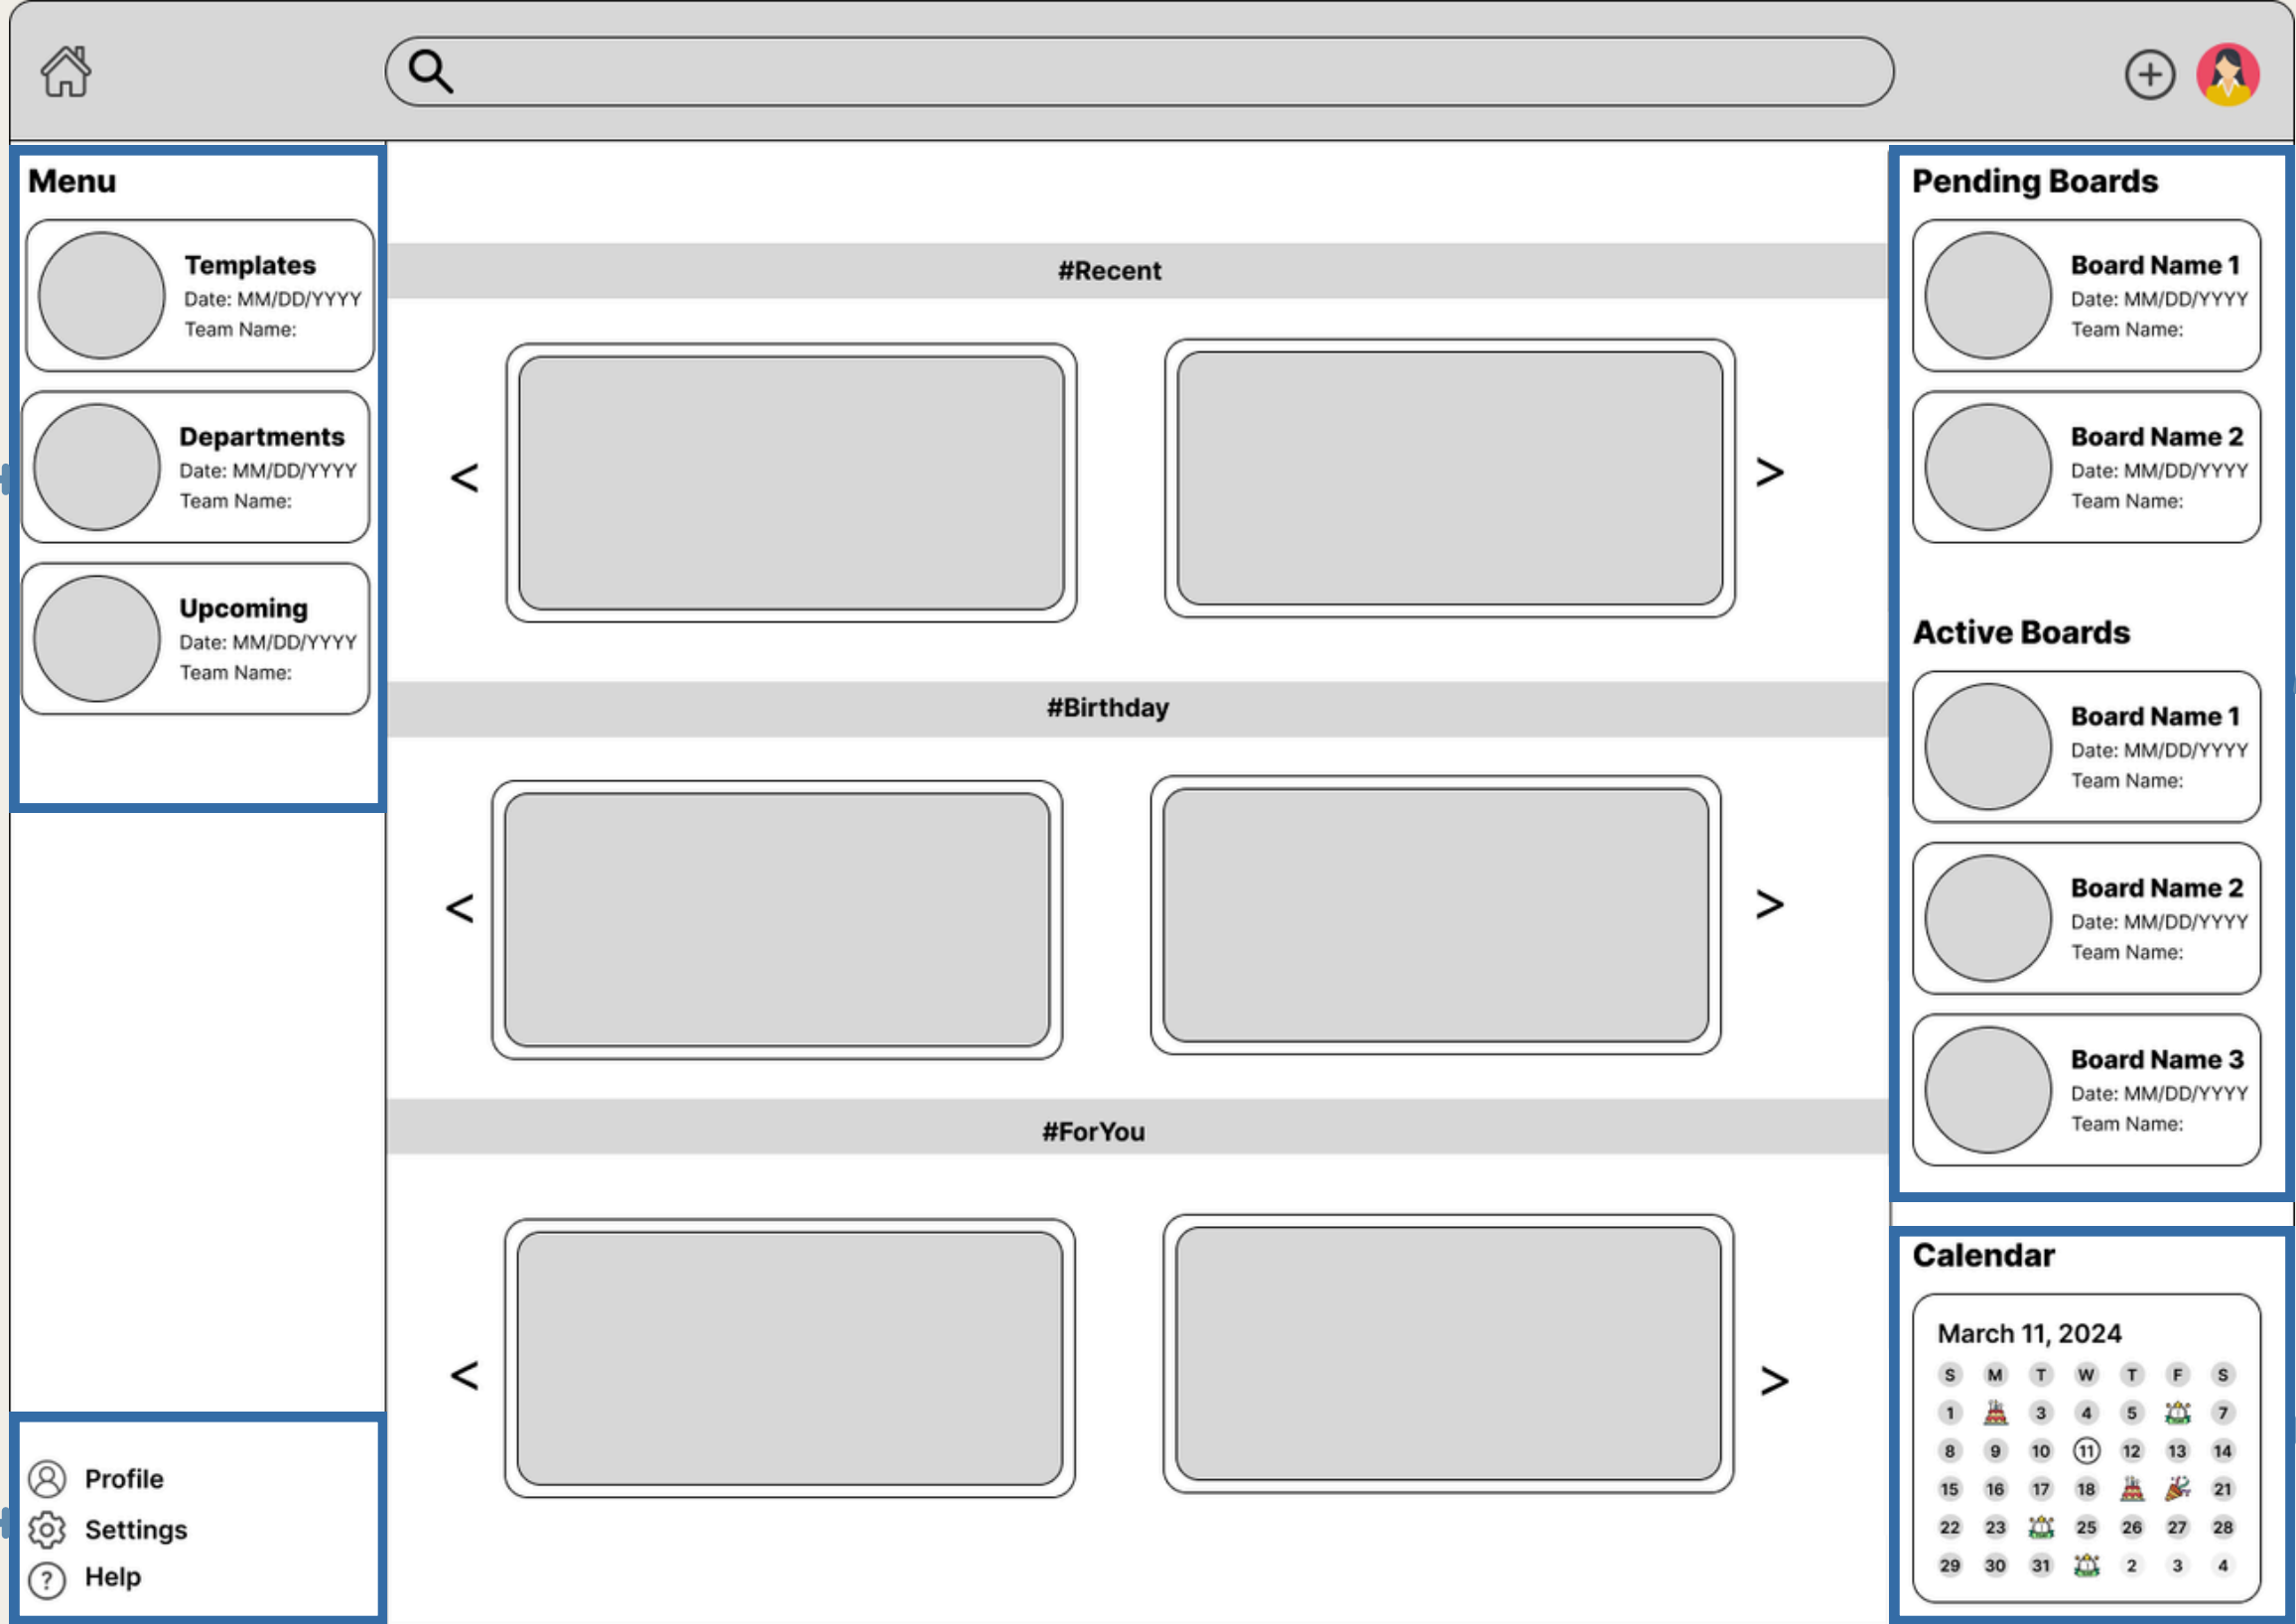 Menu
Templates
Date: MM/DD/YYYY
Team Name:
Departments
Date: MM/DD/YYYY
Team Name:
Upcoming
Date: MM/DD/YYYY
Team Name:
Profile
Settings
? Help
#Recent
< >
#Birthday
< >
#ForYou
< >
Pending Boards
Board Name 1
Date: MM/DD/YYYY
Team Name:
Board Name 2
Date: MM/DD/YYYY
Team Name:
Active Boards
Board Name 1
Date: MM/DD/YYYY
Team Name:
Board Name 2
Date: MM/DD/YYYY
Team Name:
Board Name 3
Date: MM/DD/YYYY
Team Name:
Calendar
March 11, 2024
S M T W T F S
1 3 4 5 7
8 9 10 11 12 13 14
15 16 17 18 21
22 23 25 26 27 28
29 30 31 2 3 4